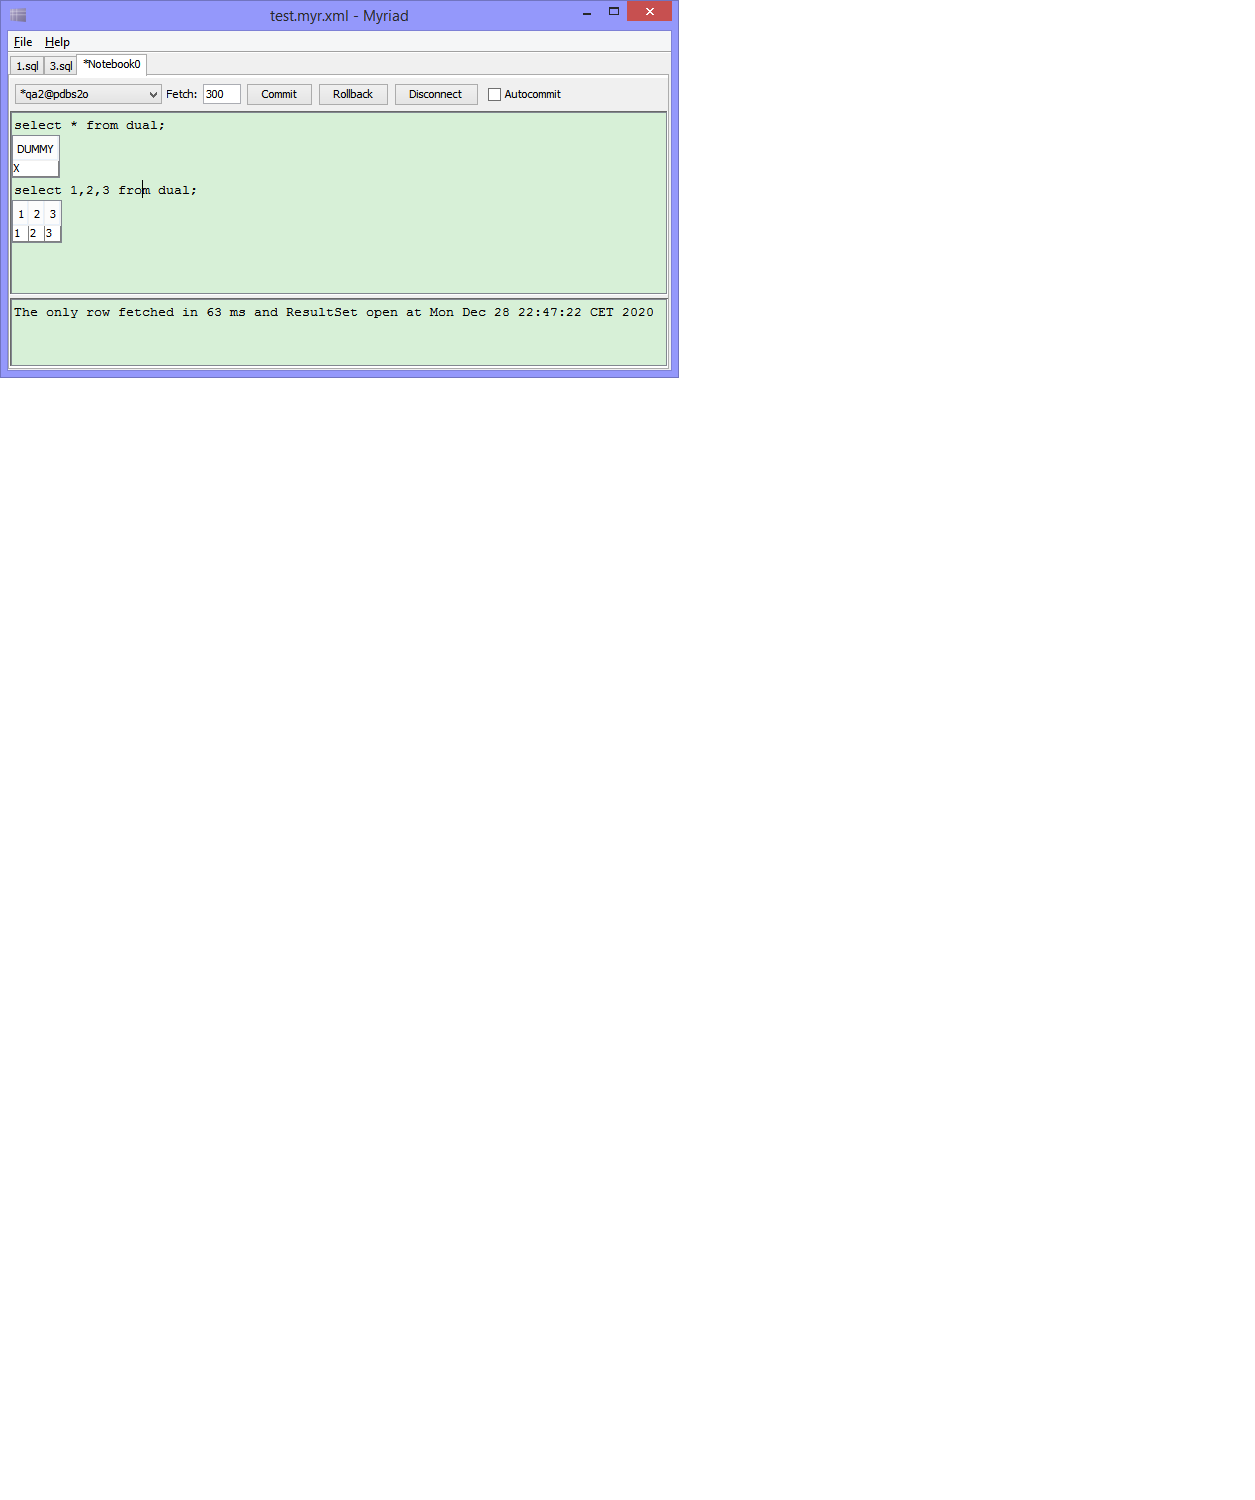 test.myr.xml - Myriad
File Help
1.sql 3.sql *Notebook0
*qa2@pdbs2o Fetch: 300 Commit Rollback Disconnect Autocommit
select * from dual;
DUMMY
X
select 1,2,3 from dual;
1 2 3
1 2 3
The only row fetched in 63 ms and ResultSet open at Mon Dec 28 22:47:22 CET 2020